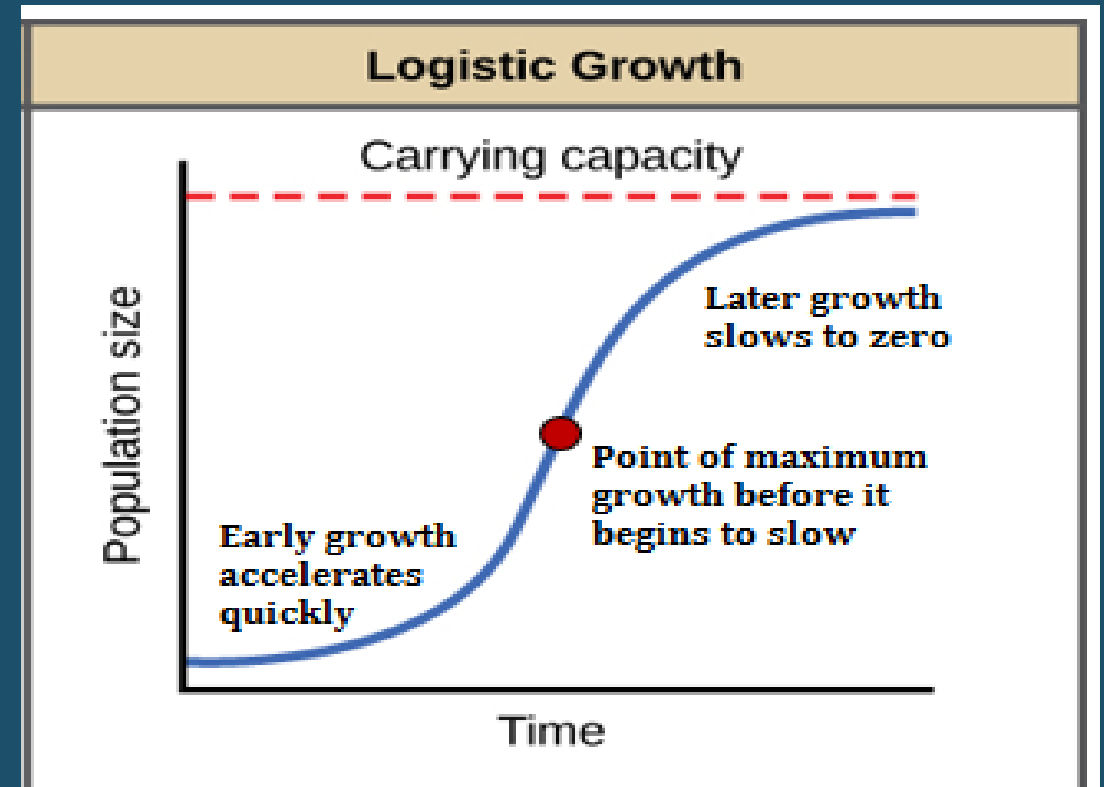 Logistic Growth
Carrying capacity
Population size
Later growth
slows to zero
Point of maximum
growth before it
begins to slow
Early growth
accelerates
quickly
Time